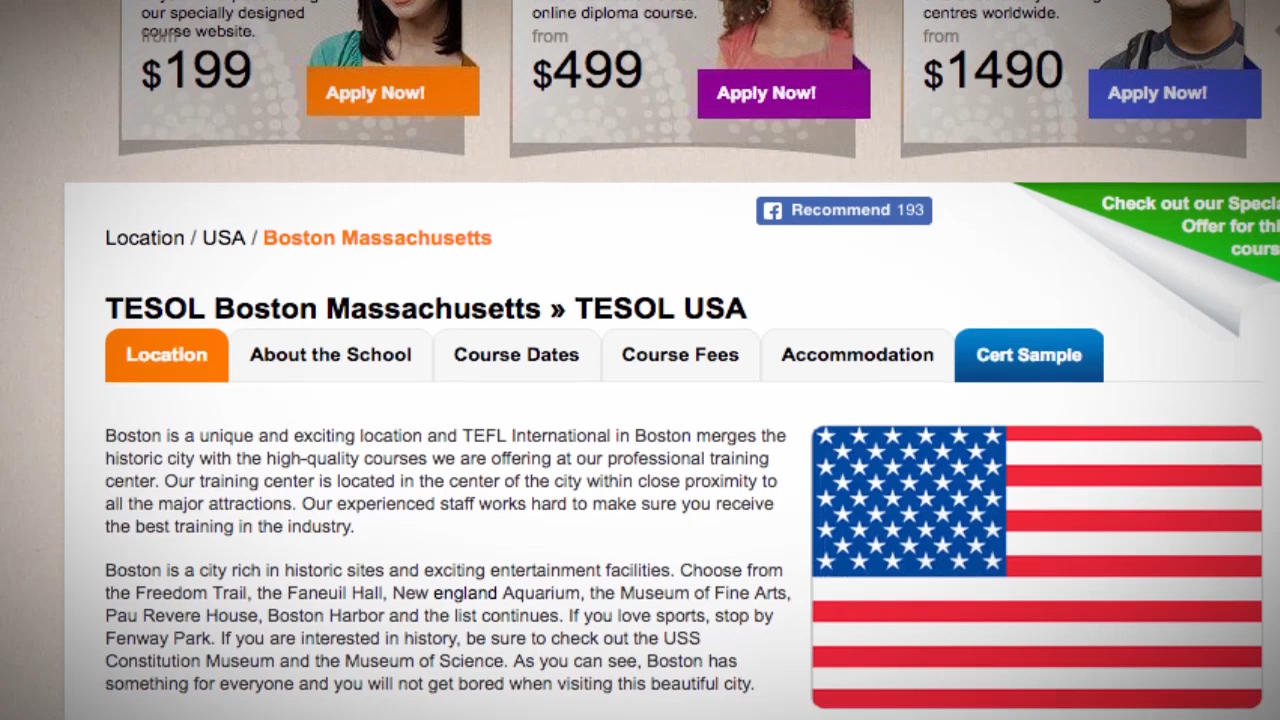 our specially designed
course website.
from
$199
Apply Now!
online diploma course.
from
$499
Apply Now!
centres worldwide.
from
$1490
Apply Now!
Recommend 193
Check out our Specia
Offer for thi
cours
Location / USA / Boston Massachusetts
TESOL Boston Massachusetts » TESOL USA
Location About the School Course Dates Course Fees Accommodation Cert Sample
Boston is a unique and exciting location and TEFL International in Boston merges the
historic city with the high-quality courses we are offering at our professional training
center. Our training center is located in the center of the city within close proximity to
all the major attractions. Our experienced staff works hard to make sure you receive
the best training in the industry.
Boston is a city rich in historic sites and exciting entertainment facilities. Choose from
the Freedom Trail, the Faneuil Hall, New england Aquarium, the Museum of Fine Arts,
Pau Revere House, Boston Harbor and the list continues. If you love sports, stop by
Fenway Park. If you are interested in history, be sure to check out the USS
Constitution Museum and the Museum of Science. As you can see, Boston has
something for everyone and you will not get bored when visiting this beautiful city.